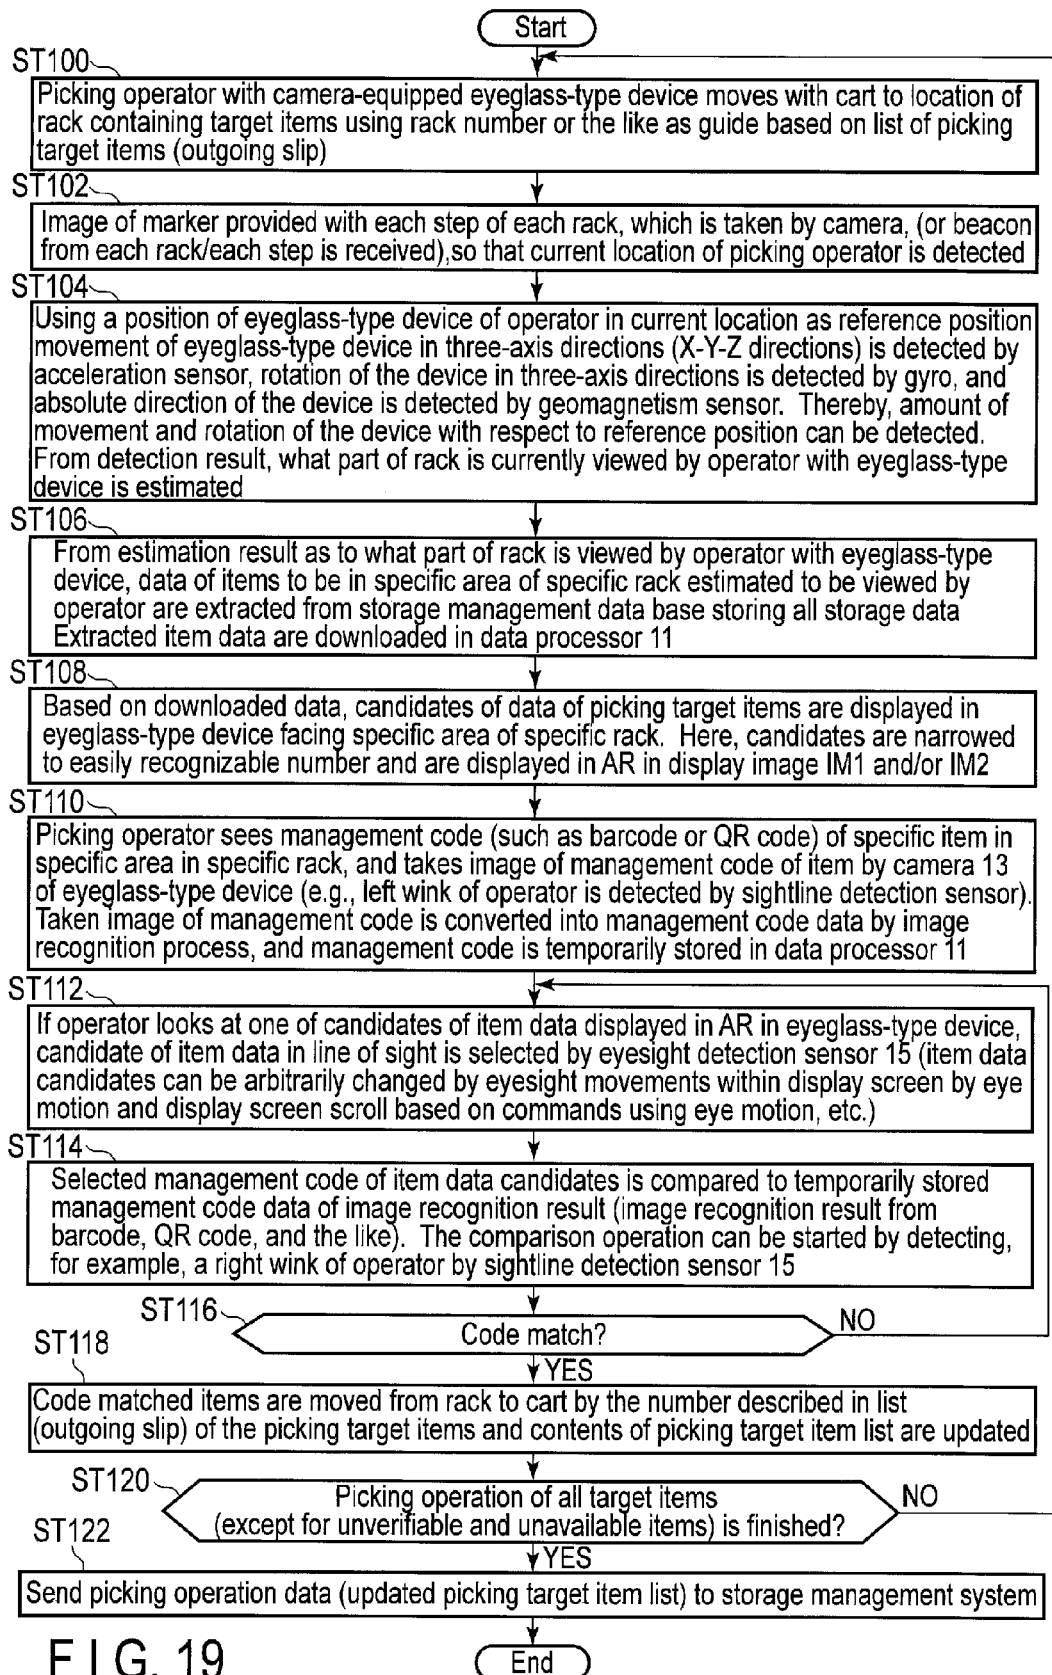 Start
ST100
Picking operator with camera-equipped eyeglass-type device moves with cart to location of
rack containing target items using rack number or the like as guide based on list of picking
target items (outgoing slip)
ST102
Image of marker provided with each step of each rack, which is taken by camera, (or beacon
from each rack/each step is received),so that current location of picking operator is detected
ST104
Using a position of eyeglass-type device of operator in current location as reference position
movement of eyeglass-type device in three-axis directions (X-Y-Z directions) is detected by
acceleration sensor, rotation of the device in three-axis directions is detected by gyro, and
absolute direction of the device is detected by geomagnetism sensor. Thereby, amount of
movement and rotation of the device with respect to reference position can be detected.
From detection result, what part of rack is currently viewed by operator with eyeglass-type
device is estimated
ST106
From estimation result as to what part of rack is viewed by operator with eyeglass-type
device, data of items to be in specific area of specific rack estimated to be viewed by
operator are extracted from storage management data base storing all storage data
Extracted item data are downloaded in data processor 11
ST108
Based on downloaded data, candidates of data of picking target items are displayed in
eyeglass-type device facing specific area of specific rack. Here, candidates are narrowed
to easily recognizable number and are displayed in AR in display image IM1 and/or IM2
ST110
Picking operator sees management code (such as barcode or QR code) of specific item in
specific area in specific rack, and takes image of management code of item by camera 13
of eyeglass-type device (e.g., left wink of operator is detected by sightline detection sensor).
Taken image of management code is converted into management code data by image
recognition process, and management code is temporarily stored in data processor 11
ST112
If operator looks at one of candidates of item data displayed in AR in eyeglass-type device,
candidate of item data in line of sight is selected by eyesight detection sensor 15 (item data
candidates can be arbitrarily changed by eyesight movements within display screen by eye
motion and display screen scroll based on commands using eye motion, etc.)
ST114
Selected management code of item data candidates is compared to temporarily stored
management code data of image recognition result (image recognition result from
barcode, QR code, and the like). The comparison operation can be started by detecting,
for example, a right wink of operator by sightline detection sensor 15
ST116
Code match?
NO
YES
ST118
Code matched items are moved from rack to cart by the number described in list
(outgoing slip) of the picking target items and contents of picking target item list are updated
ST120
Picking operation of all target items
(except for unverifiable and unavailable items) is finished?
NO
YES
ST122
Send picking operation data (updated picking target item list) to storage management system
End
F I G. 19